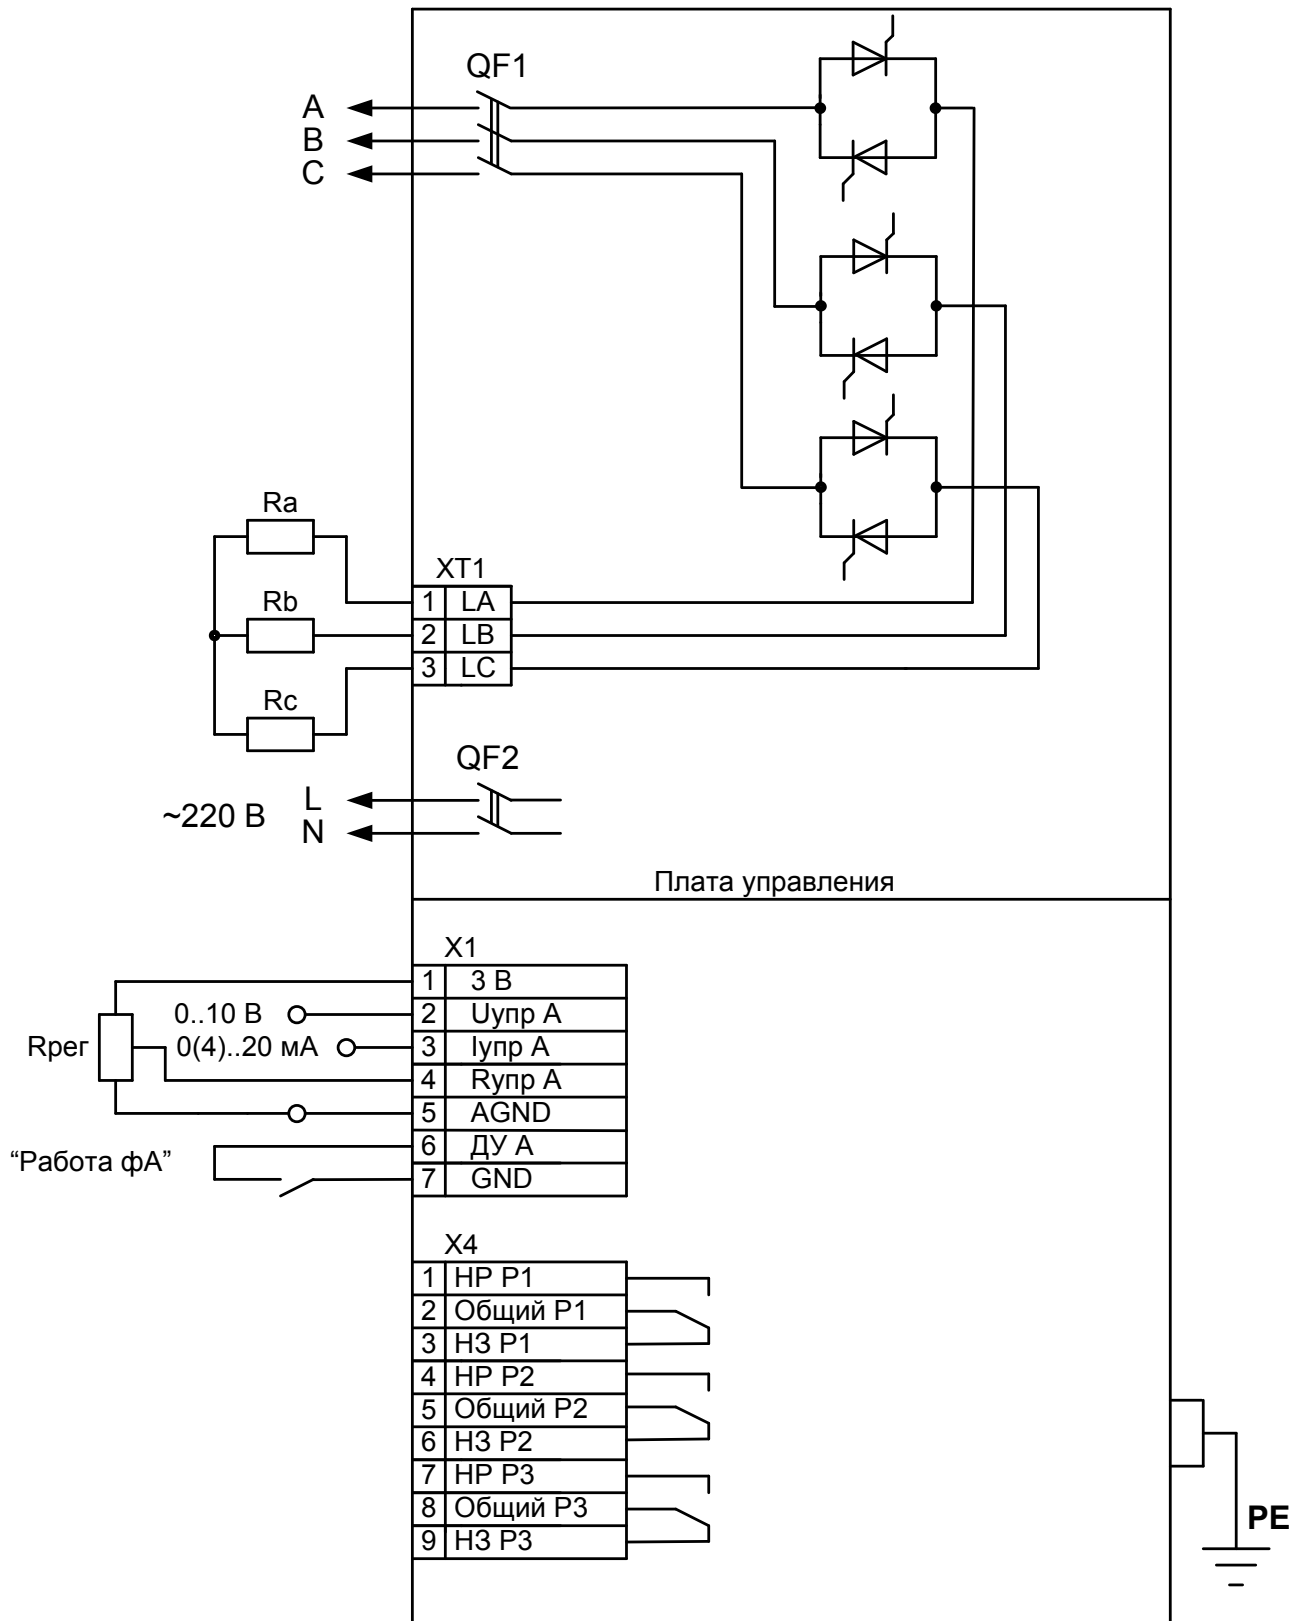 QF1
A
B
C
Ra
XT1
1 LA
Rb
2 LB
3 LC
Rc
QF2
~220 В
L
N
Плата управления
X1
1 3 В
0..10 В
2 Uупр А
Rрег
0(4)..20 мА
3 Iупр А
4 Rупр А
5 AGND
6 ДУ А
“Работа фА”
7 GND
X4
1 НР Р1
2 Общий Р1
3 НЗ Р1
4 НР Р2
5 Общий Р2
6 НЗ Р2
7 НР Р3
8 Общий Р3
9 НЗ Р3
PE